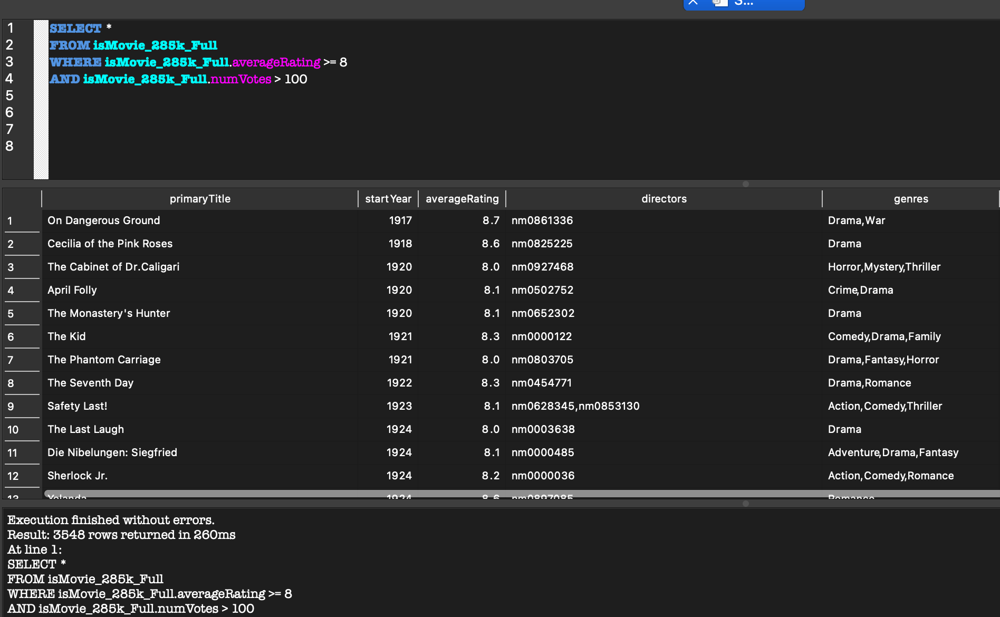 S...
1 SELECT *
2 FROM isMovie_285k_Full
3 WHERE isMovie_285k_Full.averageRating >= 8
4 AND isMovie_285k_Full.numVotes > 100
5
6
7
8
primaryTitle startYear averageRating directors genres
1 On Dangerous Ground 1917 8.7 nm0861336 Drama,War
2 Cecilia of the Pink Roses 1918 8.6 nm0825225 Drama
3 The Cabinet of Dr.Caligari 1920 8.0 nm0927468 Horror,Mystery,Thriller
4 April Folly 1920 8.1 nm0502752 Crime,Drama
5 The Monastery's Hunter 1920 8.1 nm0652302 Drama
6 The Kid 1921 8.3 nm0000122 Comedy,Drama,Family
7 The Phantom Carriage 1921 8.0 nm0803705 Drama,Fantasy,Horror
8 The Seventh Day 1922 8.3 nm0454771 Drama,Romance
9 Safety Last! 1923 8.1 nm0628345,nm0853130 Action,Comedy,Thriller
10 The Last Laugh 1924 8.0 nm0003638 Drama
11 Die Nibelungen: Siegfried 1924 8.1 nm0000485 Adventure,Drama,Fantasy
12 Sherlock Jr. 1924 8.2 nm0000036 Action,Comedy,Romance
13 Yolanda 1924 8.6 nm0897085 Romance
Execution finished without errors.
Result: 3548 rows returned in 260ms
At line 1:
SELECT *
FROM isMovie_285k_Full
WHERE isMovie_285k_Full.averageRating >= 8
AND isMovie_285k_Full.numVotes > 100